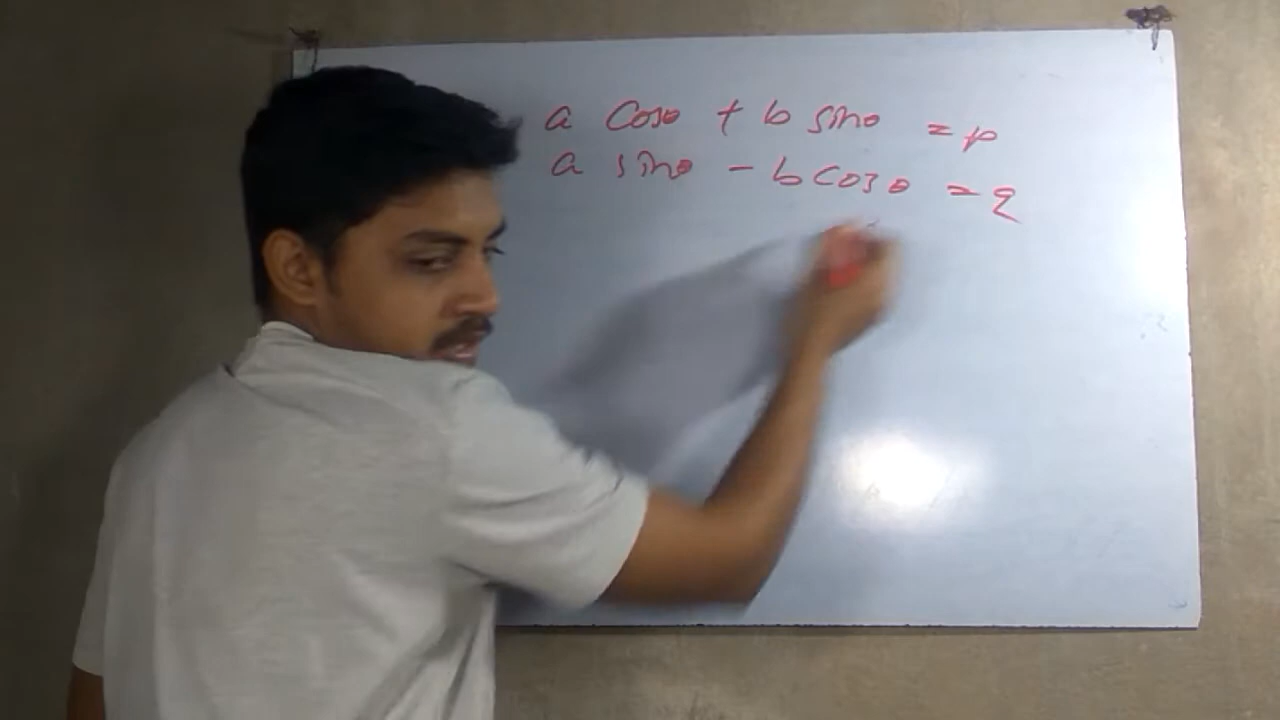 a cosθ + b sinθ = p
a sinθ - b cosθ = q